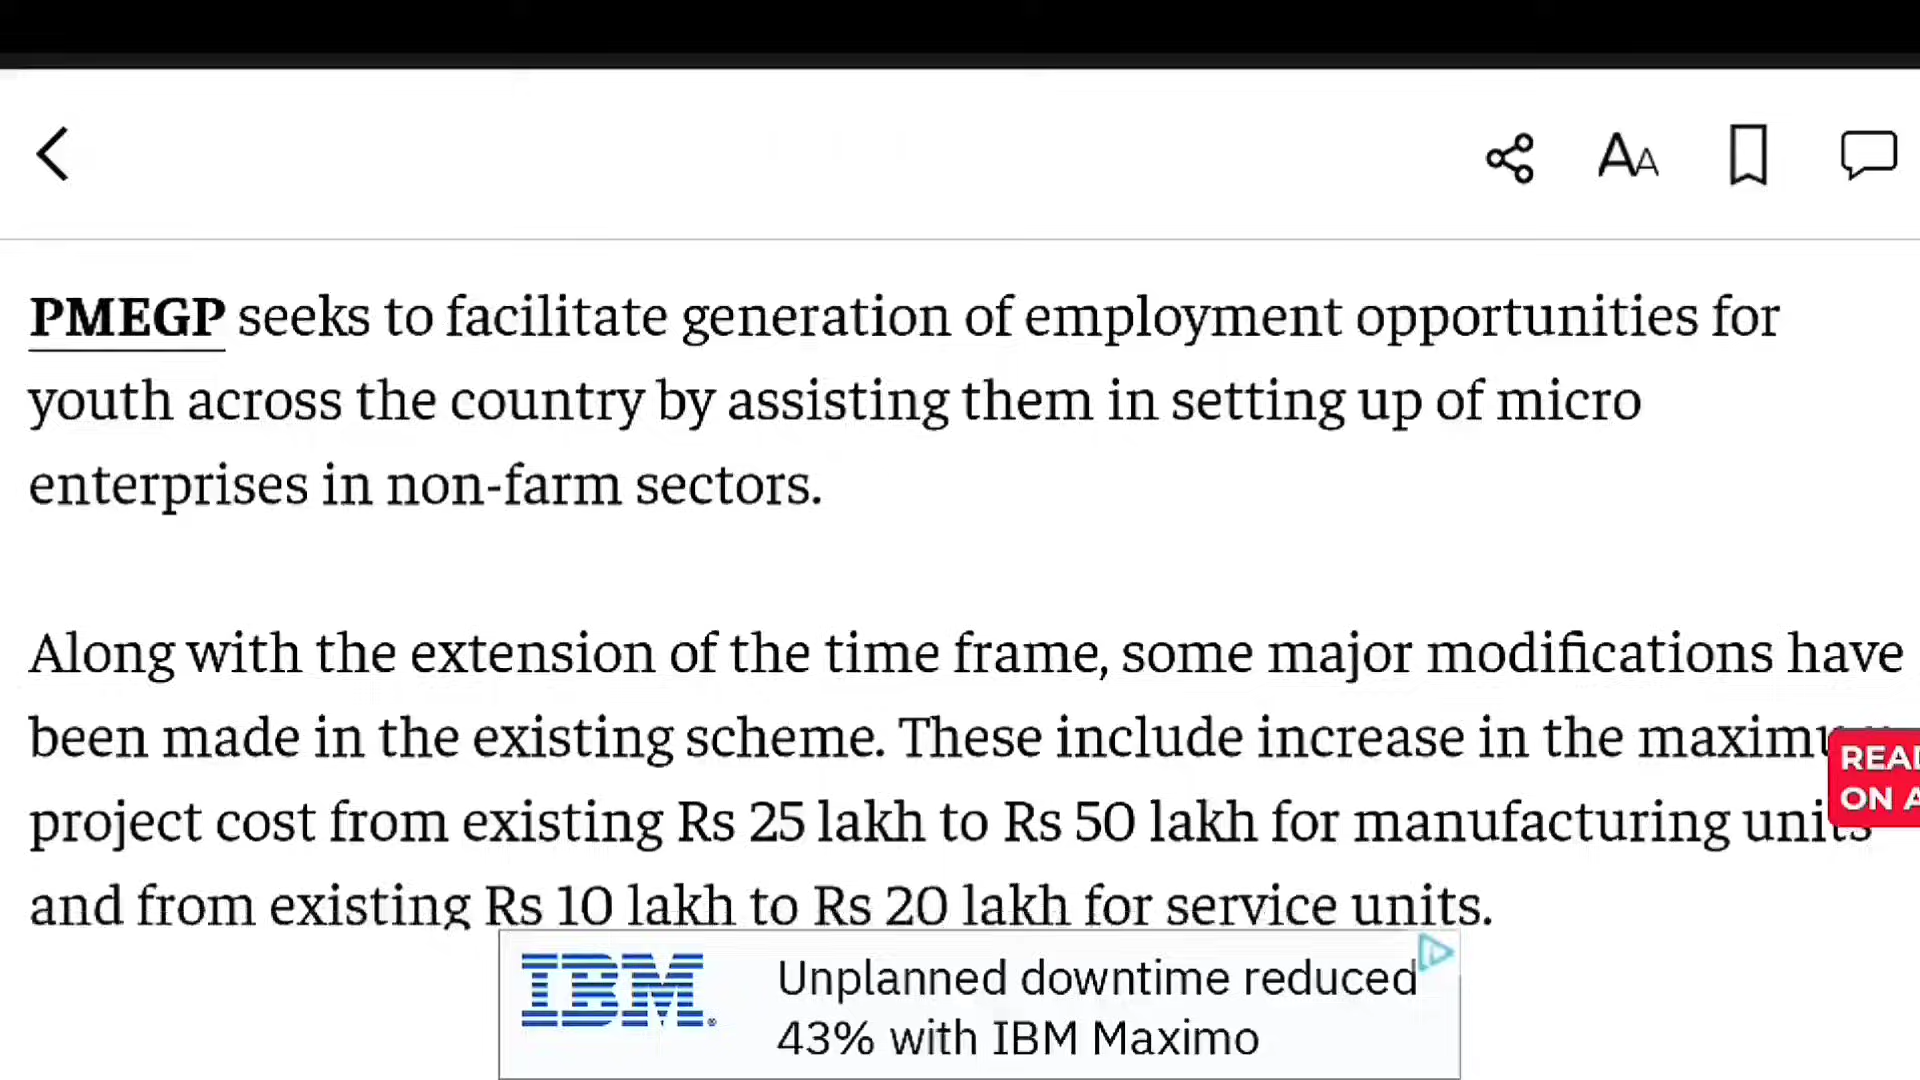 AA
PMEGP seeks to facilitate generation of employment opportunities for
youth across the country by assisting them in setting up of micro
enterprises in non-farm sectors.
Along with the extension of the time frame, some major modifications have
been made in the existing scheme. These include increase in the
project cost from existing Rs 25 lakh to Rs 50 lakh for manufacturing units
and from existing Rs 10 lakh to Rs 20 lakh for service units.
READ
ON A
IBM
Unplanned downtime reduced
43% with IBM Maximo